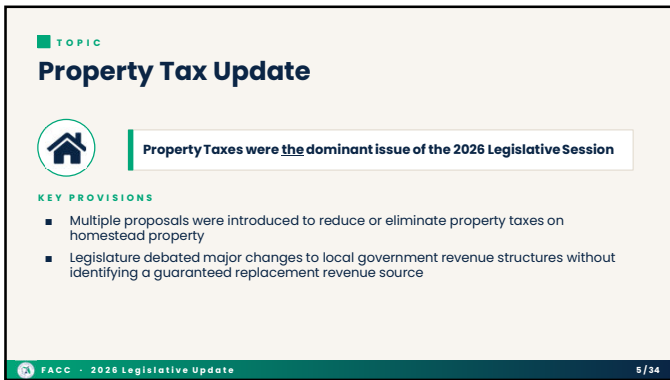 TOPIC
Property Tax Update
Property Taxes were the dominant issue of the 2026 Legislative Session
KEY PROVISIONS
▪ Multiple proposals were introduced to reduce or eliminate property taxes on
homestead property
▪ Legislature debated major changes to local government revenue structures without
identifying a guaranteed replacement revenue source
FACC · 2026 Legislative Update
5/34